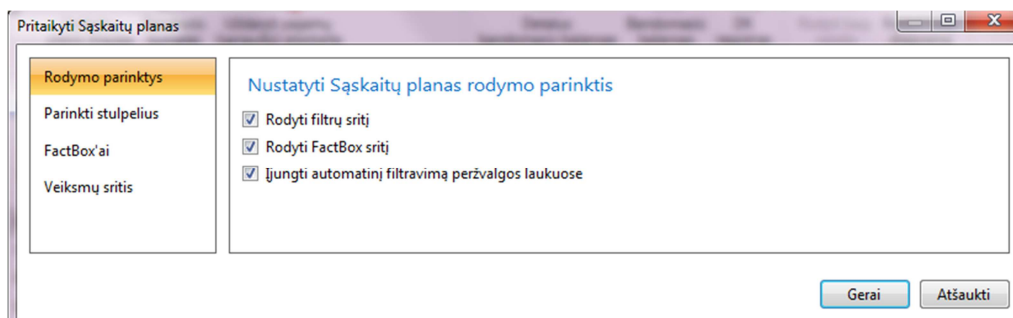 Pritaikyti Sąskaitų planas
Rodymo parinktys
Parinkti stulpelius
FactBox'ai
Veiksmų sritis
Nustatyti Sąskaitų planas rodymo parinktis
Rodyti filtrų sritį
Rodyti FactBox sritį
Įjungti automatinį filtravimą peržvalgos laukuose
Gerai
Atšaukti